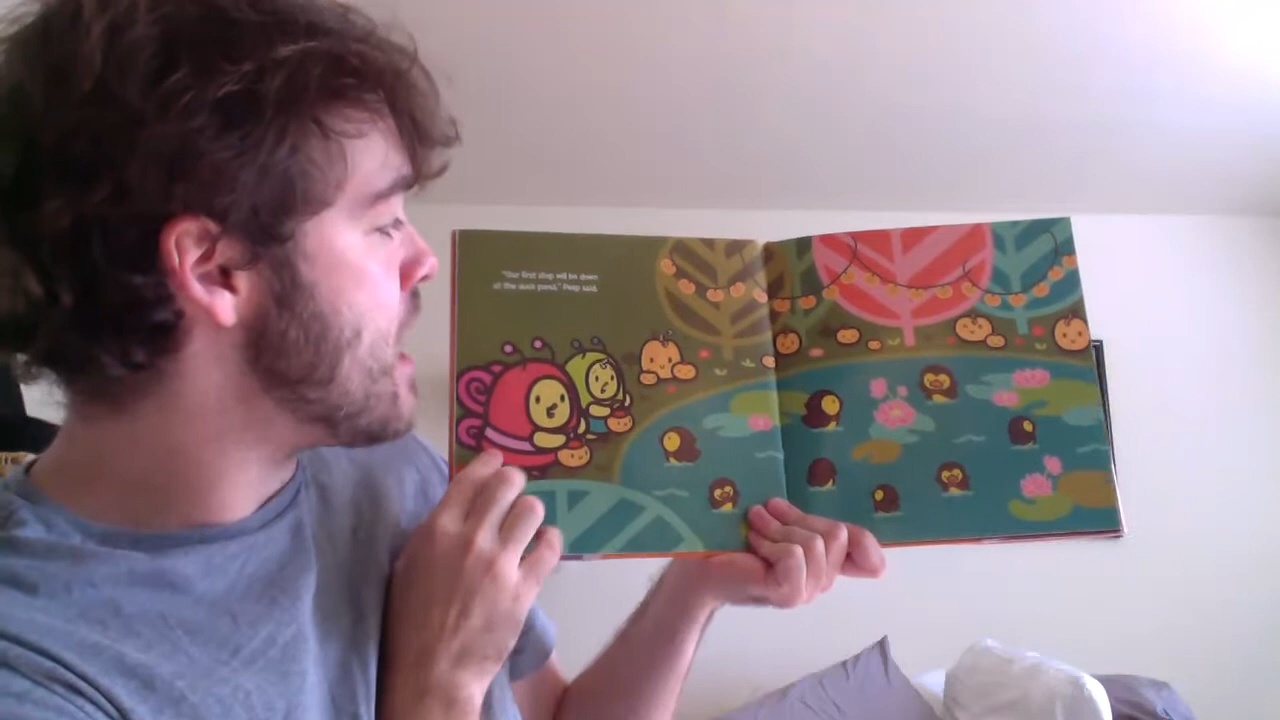 "Our first stop will be down
at the duck pond," Peep said.